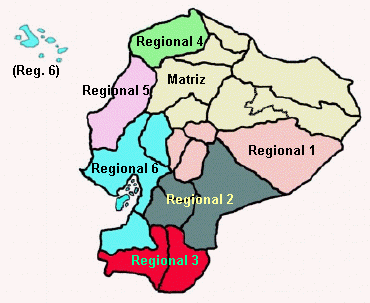 Regional 4
(Reg. 6)
Matriz
Regional 5
Regional 1
Regional 6
Regional 2
Regional 3